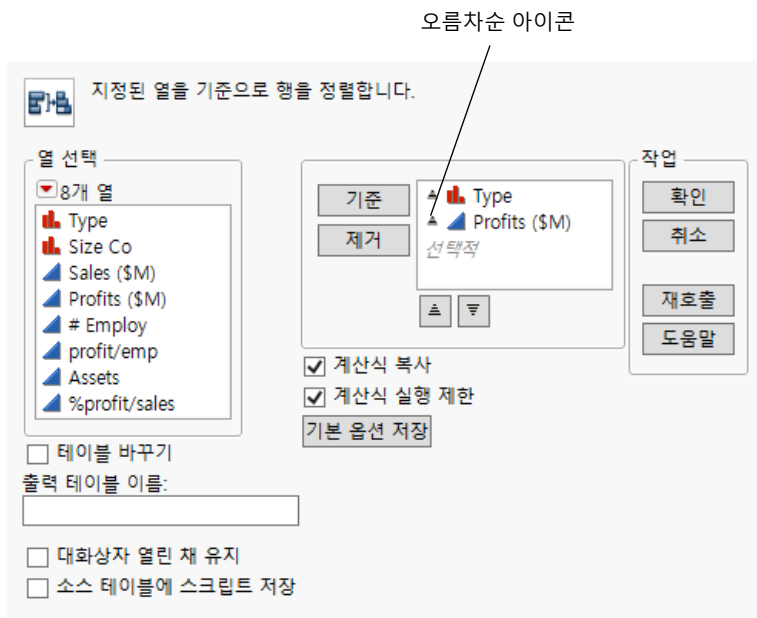 오름차순 아이콘
지정된 열을 기준으로 행을 정렬합니다.
열 선택
8개 열
Type
Size Co
Sales ($M)
Profits ($M)
# Employ
profit/emp
Assets
%profit/sales
기준
제거
Type
Profits ($M)
선택적
작업
확인
취소
재호출
도움말
계산식 복사
계산식 실행 제한
기본 옵션 저장
테이블 바꾸기
출력 테이블 이름:
대화상자 열린 채 유지
소스 테이블에 스크립트 저장